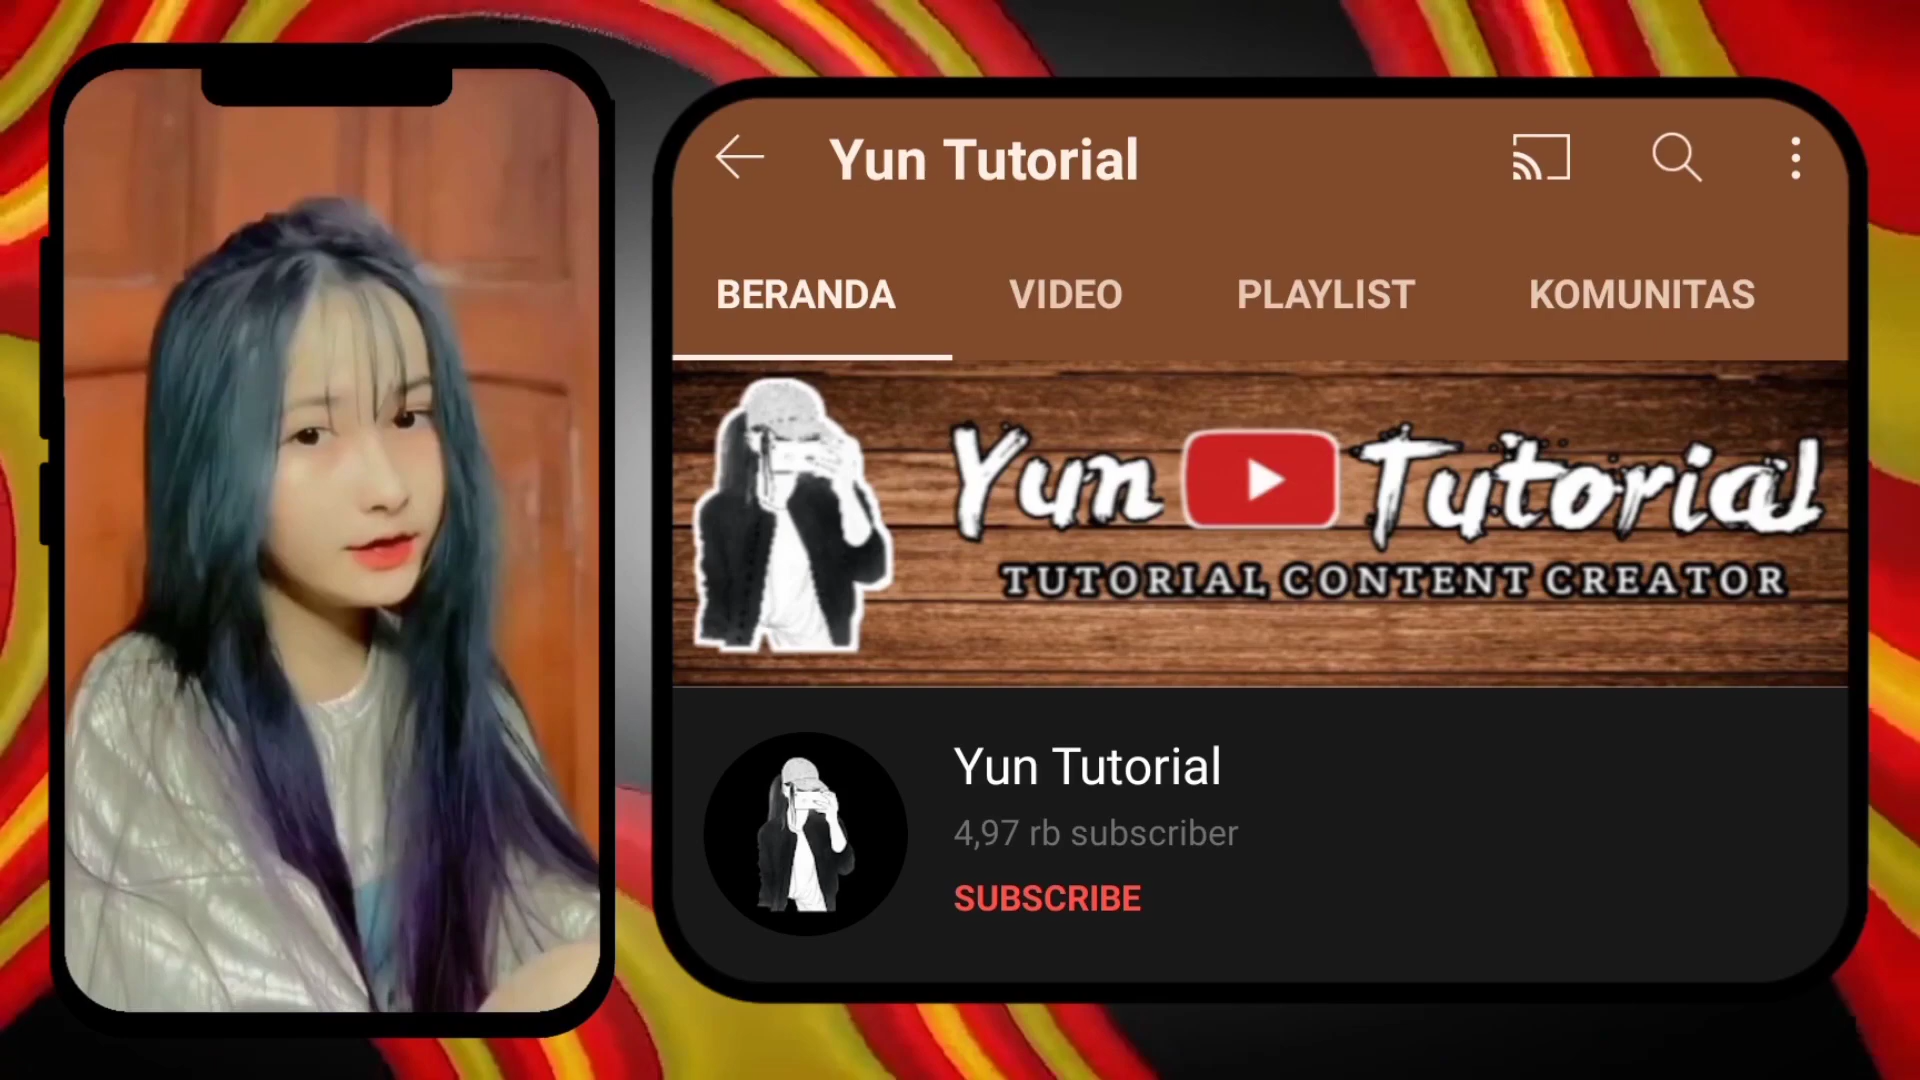 Yun Tutorial
BERANDA VIDEO PLAYLIST KOMUNITAS
Yun Tutorial
TUTORIAL CONTENT CREATOR
Yun Tutorial
4,97 rb subscriber
SUBSCRIBE